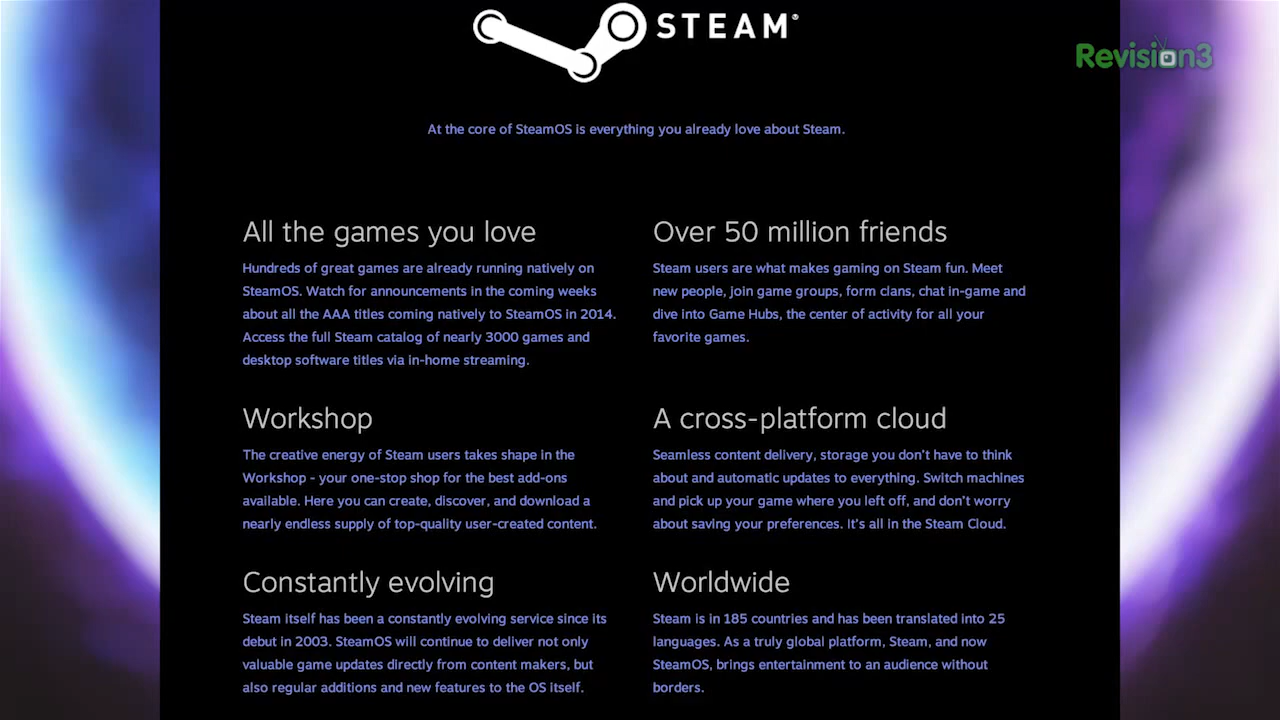 STEAM®
Revision3
At the core of SteamOS is everything you already love about Steam.
All the games you love
Hundreds of great games are already running natively on
SteamOS. Watch for announcements in the coming weeks
about all the AAA titles coming natively to SteamOS in 2014.
Access the full Steam catalog of nearly 3000 games and
desktop software titles via in-home streaming.
Over 50 million friends
Steam users are what makes gaming on Steam fun. Meet
new people, join game groups, form clans, chat in-game and
dive into Game Hubs, the center of activity for all your
favorite games.
Workshop
The creative energy of Steam users takes shape in the
Workshop - your one-stop shop for the best add-ons
available. Here you can create, discover, and download a
nearly endless supply of top-quality user-created content.
A cross-platform cloud
Seamless content delivery, storage you don't have to think
about and automatic updates to everything. Switch machines
and pick up your game where you left off, and don't worry
about saving your preferences. It's all in the Steam Cloud.
Constantly evolving
Steam itself has been a constantly evolving service since its
debut in 2003. SteamOS will continue to deliver not only
valuable game updates directly from content makers, but
also regular additions and new features to the OS itself.
Worldwide
Steam is in 185 countries and has been translated into 25
languages. As a truly global platform, Steam, and now
SteamOS, brings entertainment to an audience without
borders.